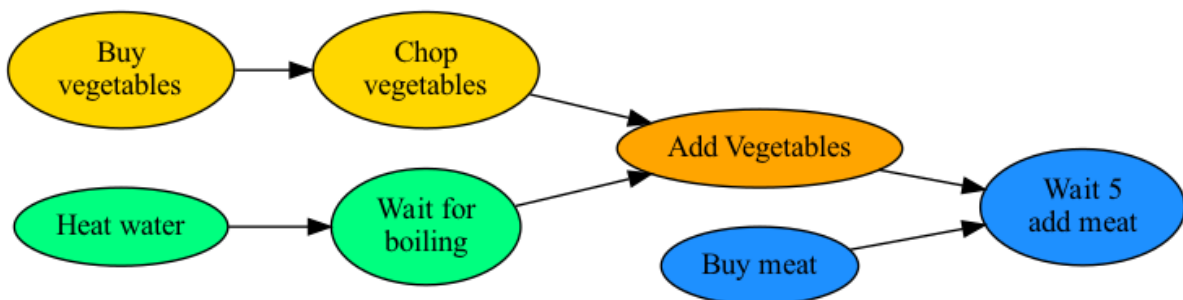 Buy
vegetables
Chop
vegetables
Add Vegetables
Heat water
Wait for
boiling
Buy meat
Wait 5
add meat